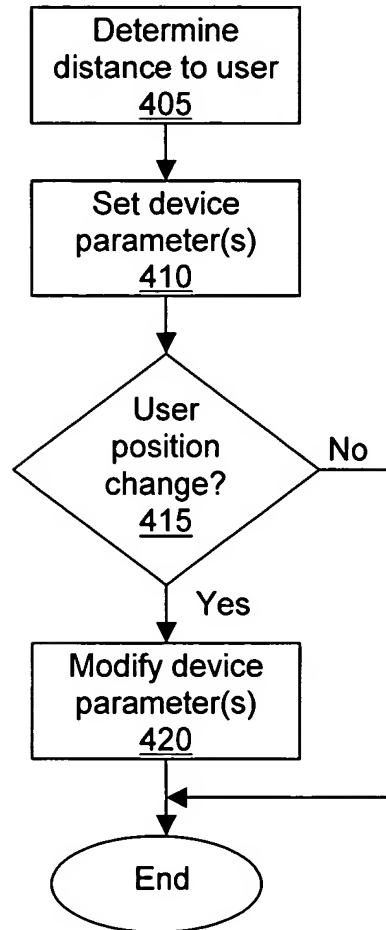 Determine
distance to user
405
Set device
parameter(s)
410
User
position
change?
415
No
Yes
Modify device
parameter(s)
420
End